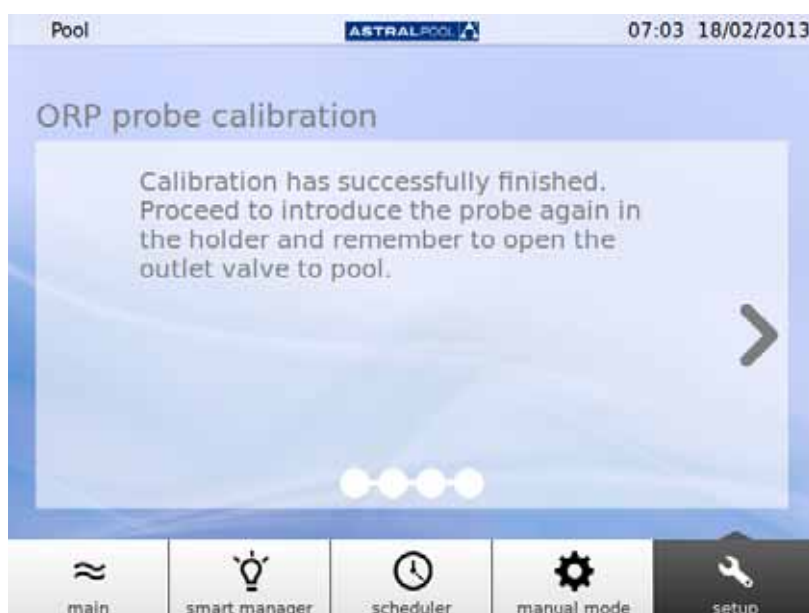 Pool ASTRALPOOL 07:03 18/02/2013
ORP probe calibration
Calibration has successfully finished.
Proceed to introduce the probe again in
the holder and remember to open the
outlet valve to pool.
main smart manager scheduler manual mode setup